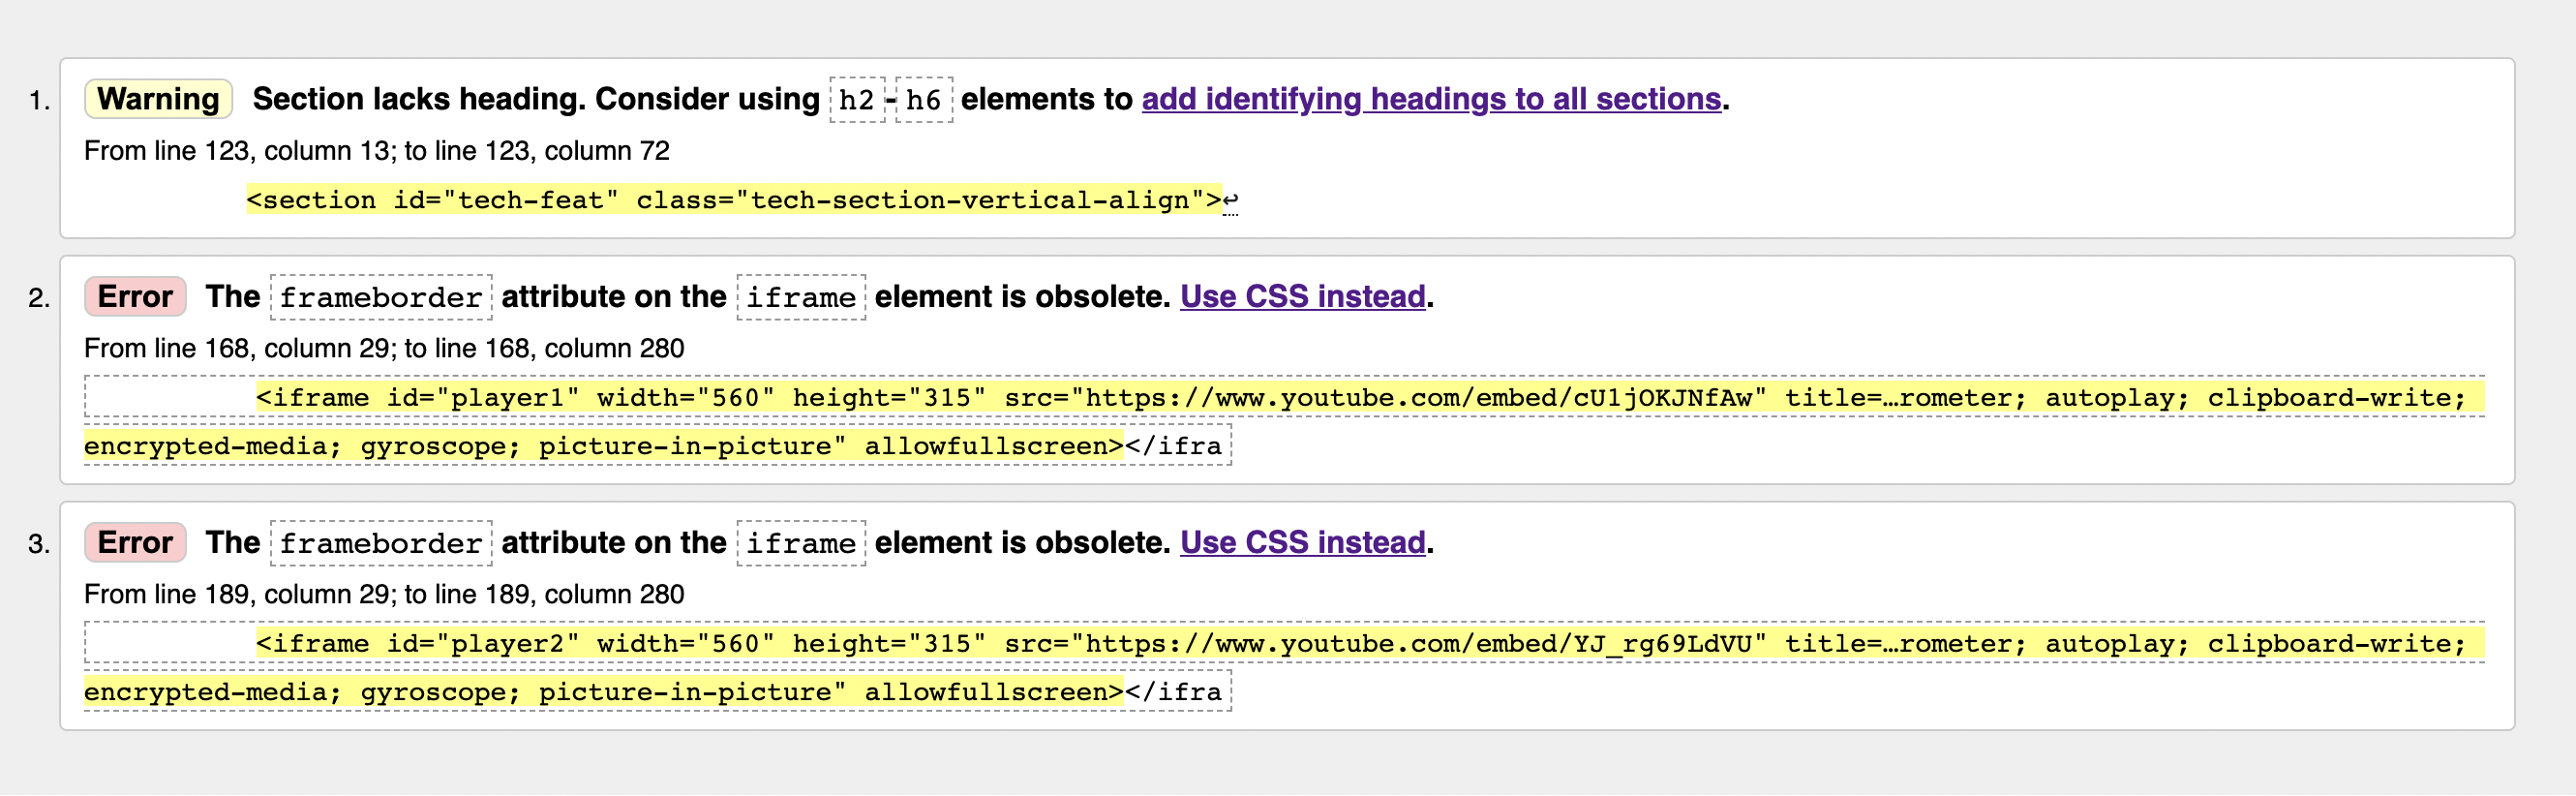 1. Warning Section lacks heading. Consider using h2-h6 elements to add identifying headings to all sections.
From line 123, column 13; to line 123, column 72
<section id="tech-feat" class="tech-section-vertical-align">↩
2. Error The frameborder attribute on the iframe element is obsolete. Use CSS instead.
From line 168, column 29; to line 168, column 280
<iframe id="player1" width="560" height="315" src="https://www.youtube.com/embed/cU1jOKJNfAw" title=…rometer; autoplay; clipboard-write;
encrypted-media; gyroscope; picture-in-picture" allowfullscreen></ifra
3. Error The frameborder attribute on the iframe element is obsolete. Use CSS instead.
From line 189, column 29; to line 189, column 280
<iframe id="player2" width="560" height="315" src="https://www.youtube.com/embed/YJ_rg69LdVU" title=…rometer; autoplay; clipboard-write;
encrypted-media; gyroscope; picture-in-picture" allowfullscreen></ifra